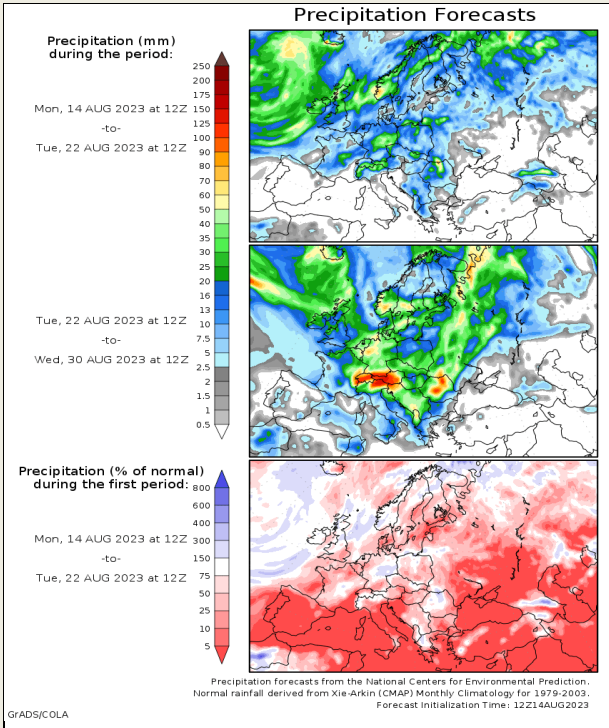 Precipitation Forecasts
Precipitation (mm)
during the period:
Mon, 14 AUG 2023 at 12Z
-to-
Tue, 22 AUG 2023 at 12Z
250
200
175
150
125
100
90
80
70
60
50
40
35
30
25
20
16
13
10
7.5
5
2.5
2
1.5
1
0.5
Tue, 22 AUG 2023 at 12Z
-to-
Wed, 30 AUG 2023 at 12Z
Precipitation (% of normal)
during the first period:
Mon, 14 AUG 2023 at 12Z
-to-
Tue, 22 AUG 2023 at 12Z
800
600
400
300
150
75
50
25
10
5
Precipitation forecasts from the National Centers for Environmental Prediction.
Normal rainfall derived from Xie-Arkin (CMAP) Monthly Climatology for 1979-2003.
Forecast Initialization Time: 12Z14AUG2023
GrADS/COLA